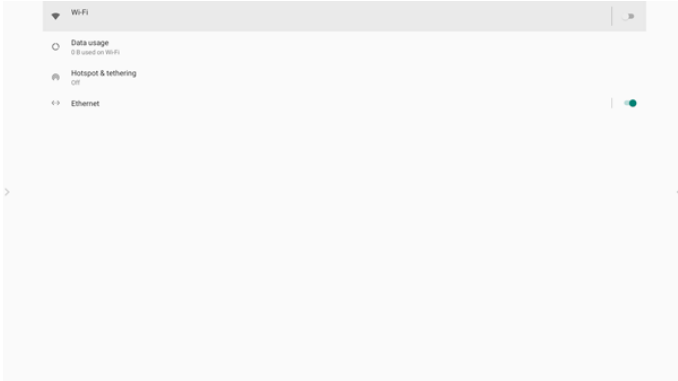 Wi-Fi
Data usage
0 B used on Wi-Fi
Hotspot & tethering
Off
Ethernet